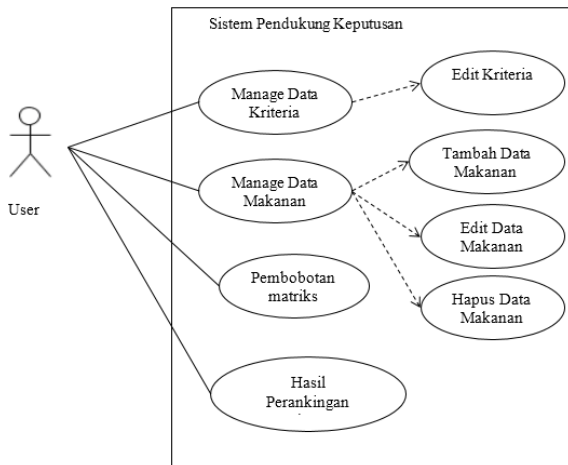 Sistem Pendukung Keputusan
Manage Data
Kriteria
Edit Kriteria
Manage Data
Makanan
Tambah Data
Makanan
Edit Data
Makanan
Hapus Data
Makanan
User
Pembobotan
matriks
Hasil
Perankingan